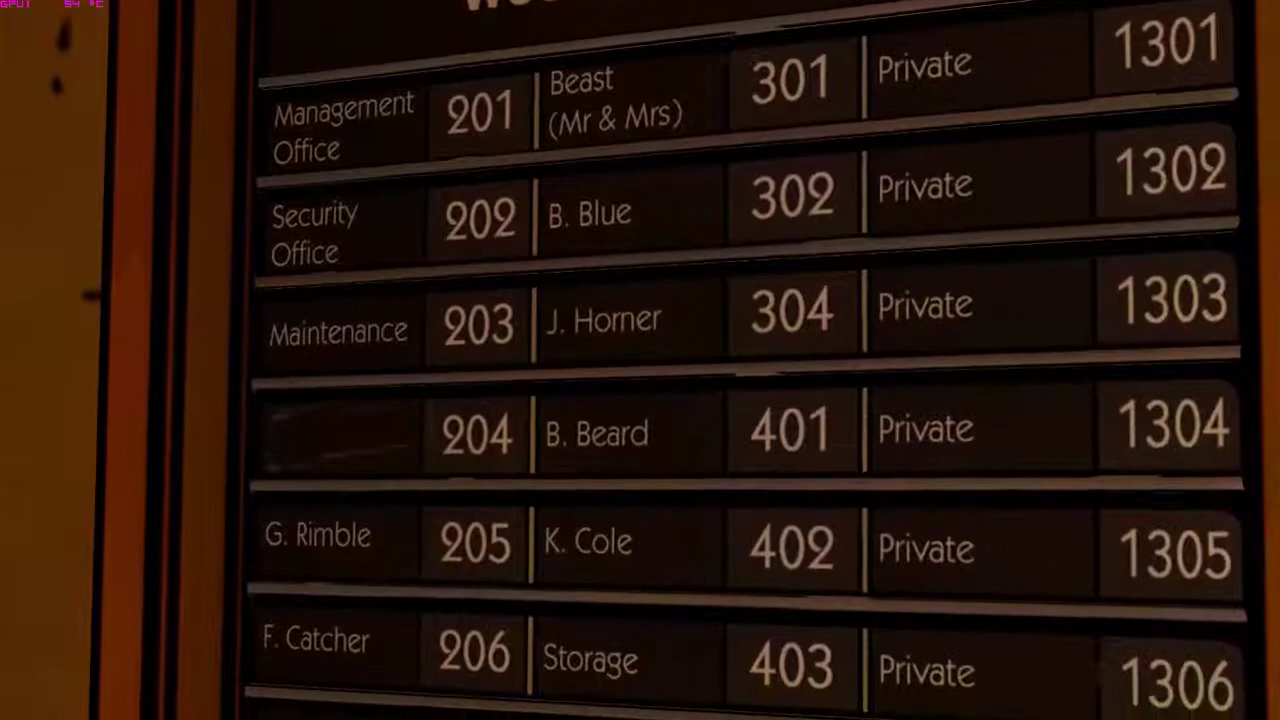 GPU1 54 °C
Management Office 201 Beast (Mr & Mrs) 301 Private 1301
Security Office 202 B. Blue 302 Private 1302
Maintenance 203 J. Horner 304 Private 1303
204 B. Beard 401 Private 1304
G. Rimble 205 K. Cole 402 Private 1305
F. Catcher 206 Storage 403 Private 1306